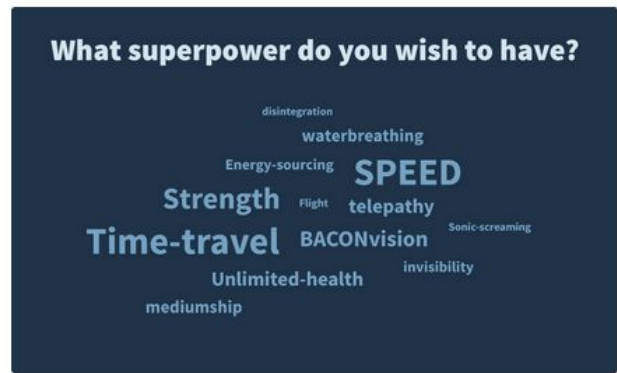 What superpower do you wish to have?
disintegration
waterbreathing
Energy-sourcing
SPEED
Strength
Flight
telepathy
Sonic-screaming
Time-travel
BACONvision
invisibility
Unlimited-health
mediumship